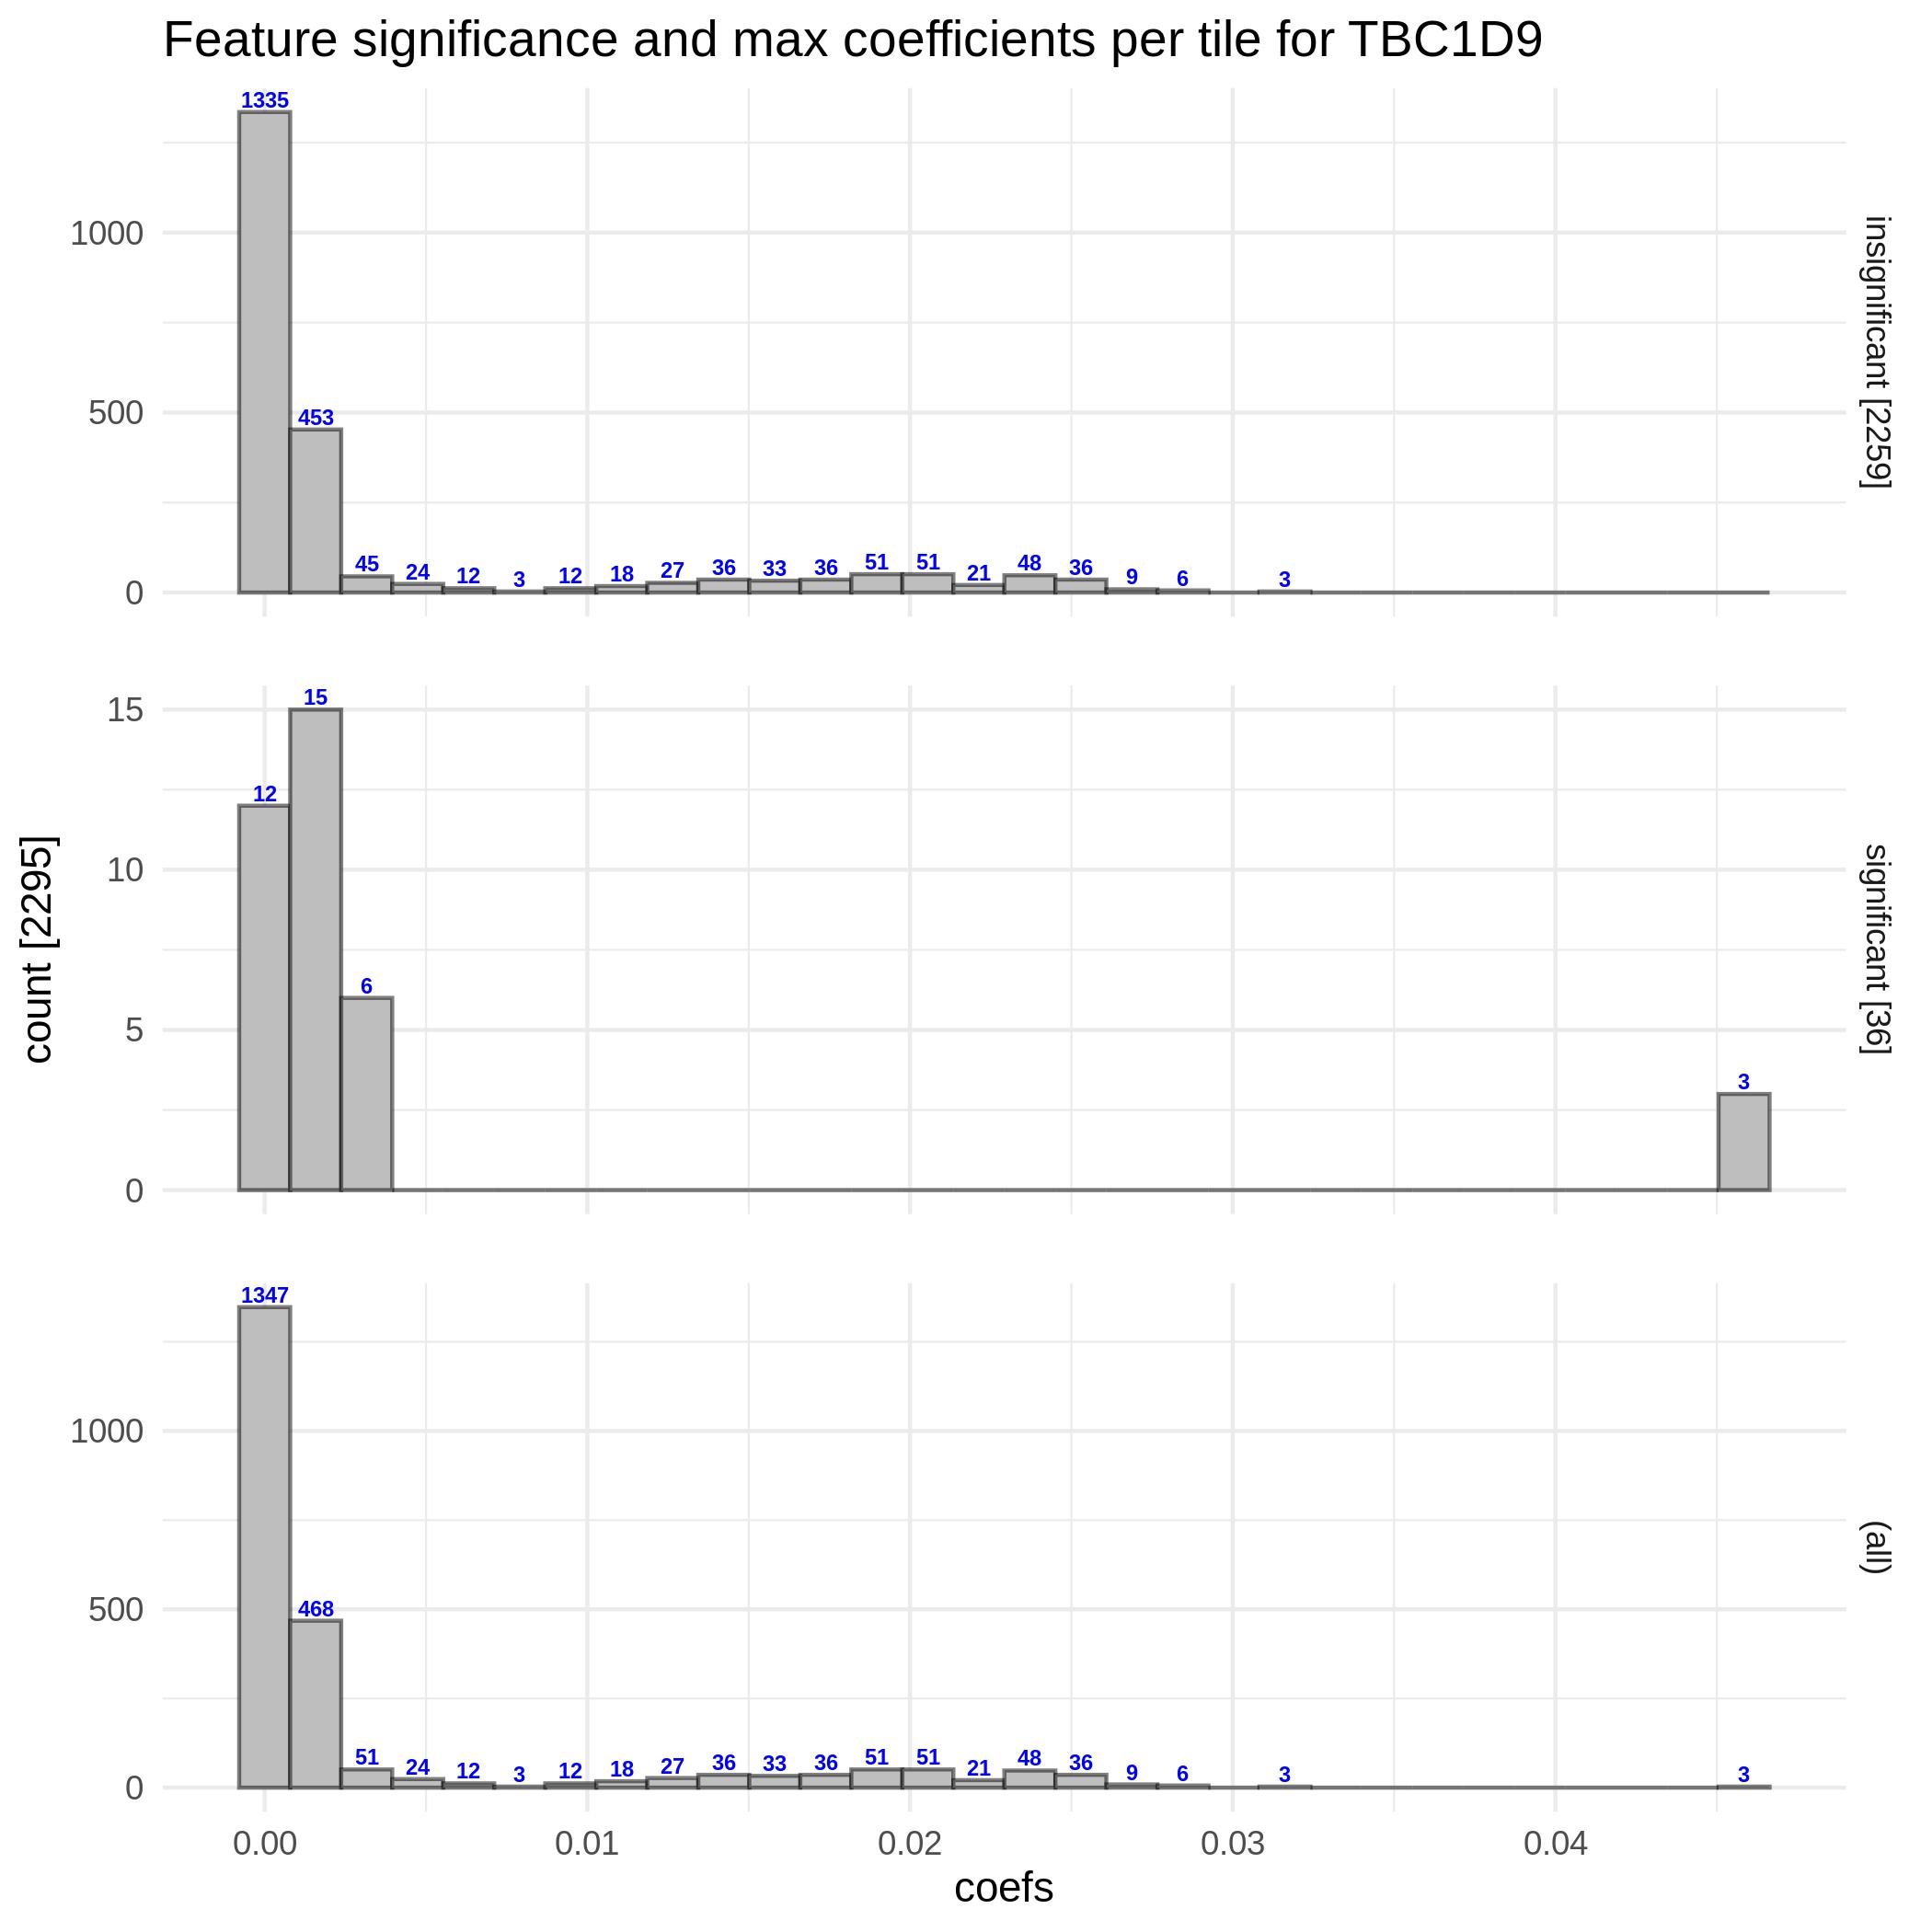 Feature significance and max coefficients per tile for TBC1D9
1335
453
45 24 12 3 12 18 27 36 33 36 51 51 21 48 36 9 6 3
1000
500
0
insignificant [2259]
15
12
6
3
15
10
5
0
significant [36]
count [2295]
1347
468
51 24 12 3 12 18 27 36 33 36 51 51 21 48 36 9 6 3 3
1000
500
0
(all)
0.00 0.01 0.02 0.03 0.04
coefs